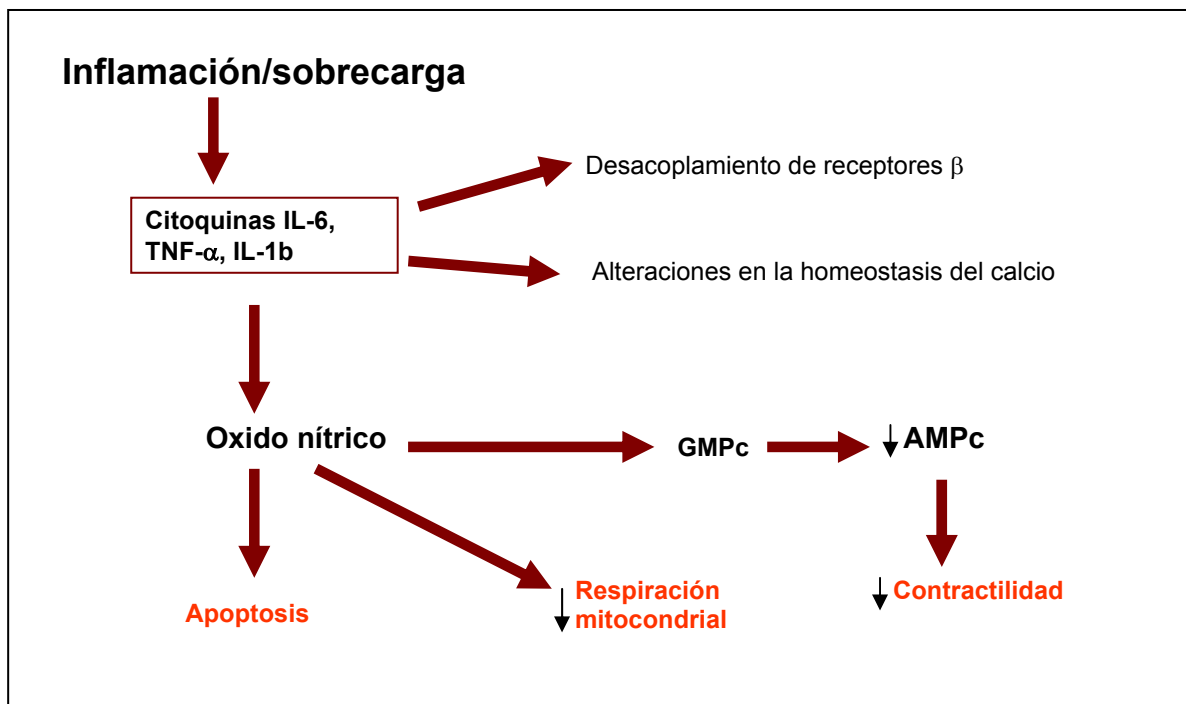 Inflamación/sobrecarga
Desacoplamiento de receptores β
Citoquinas IL-6,
TNF-α, IL-1b
Alteraciones en la homeostasis del calcio
Oxido nítrico
GMPc
AMPc
Apoptosis
Respiración
mitocondrial
Contractilidad